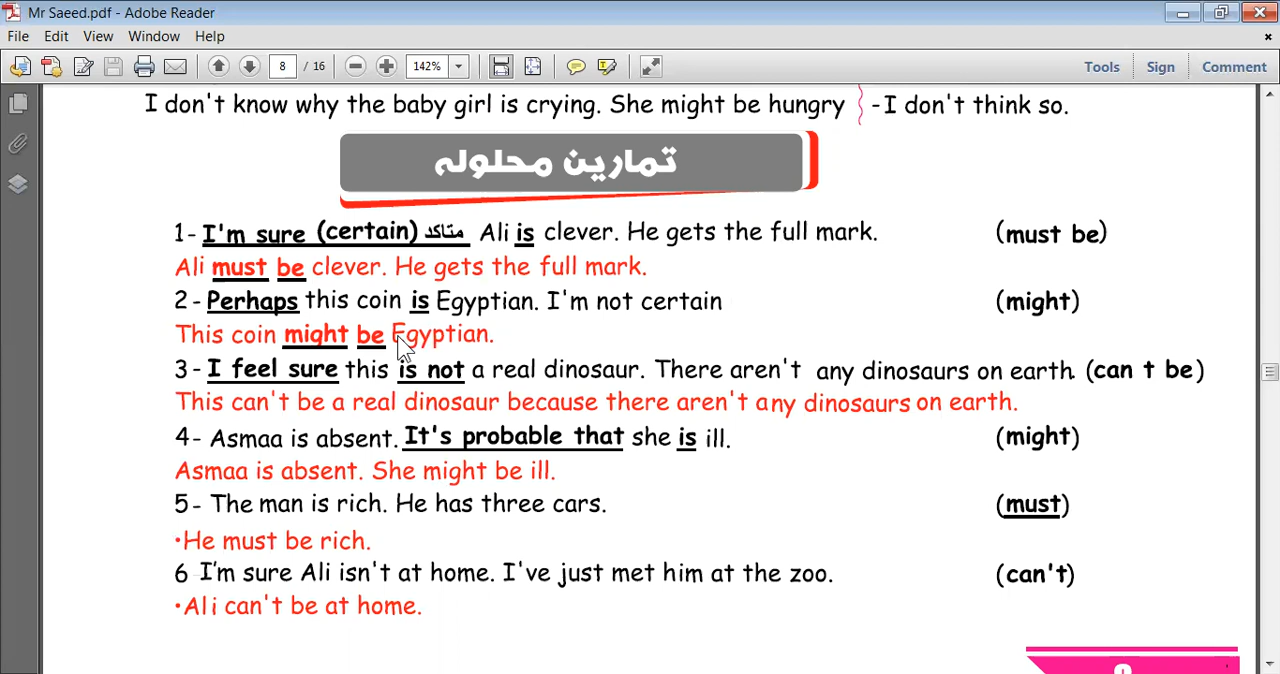 Mr Saeed.pdf - Adobe Reader
File Edit View Window Help
8 / 16 142% Tools Sign Comment
I don't know why the baby girl is crying. She might be hungry -I don't think so.
تمارين محلوله
1- I'm sure (certain) متاكد Ali is clever. He gets the full mark. (must be)
Ali must be clever. He gets the full mark.
2- Perhaps this coin is Egyptian. I'm not certain (might)
This coin might be Egyptian.
3- I feel sure this is not a real dinosaur. There aren't any dinosaurs on earth. (can t be)
This can't be a real dinosaur because there aren't any dinosaurs on earth.
4- Asmaa is absent. It's probable that she is ill. (might)
Asmaa is absent. She might be ill.
5- The man is rich. He has three cars. (must)
•He must be rich.
6 I'm sure Ali isn't at home. I've just met him at the zoo. (can't)
•Ali can't be at home.